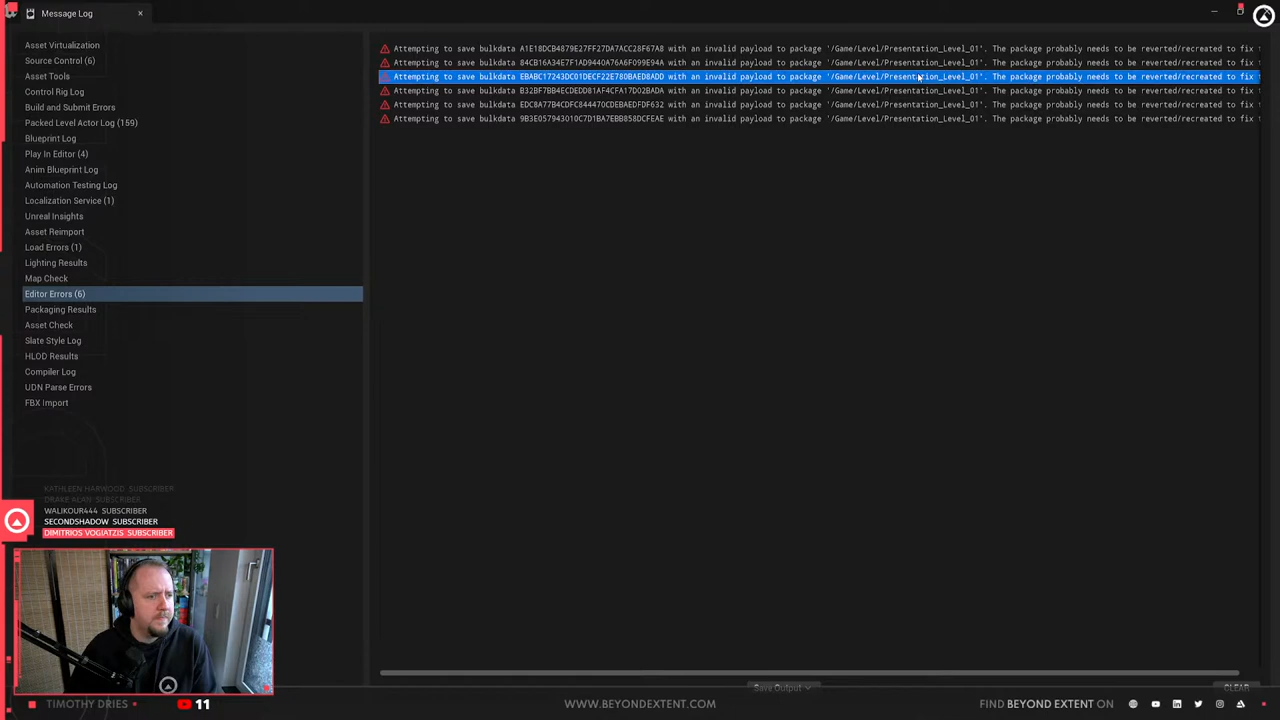 Message Log
Asset Virtualization
Source Control (6)
Asset Tools
Control Rig Log
Build and Submit Errors
Packed Level Actor Log (159)
Blueprint Log
Play In Editor (4)
Anim Blueprint Log
Automation Testing Log
Localization Service (1)
Unreal Insights
Asset Reimport
Load Errors (1)
Lighting Results
Map Check
Editor Errors (6)
Packaging Results
Asset Check
Slate Style Log
HLOD Results
Compiler Log
UDN Parse Errors
FBX Import
Attempting to save bulkdata A1E18DCB4879E27FF27DA7ACC28F67A8 with an invalid payload to package '/Game/Level/Presentation_Level_01'. The package probably needs to be reverted/recreated to fix
Attempting to save bulkdata 84CB16A34E7F1AD9440A76A6F099E94A with an invalid payload to package '/Game/Level/Presentation_Level_01'. The package probably needs to be reverted/recreated to fix
Attempting to save bulkdata EBABC17243DC01DECF22E780BAED8ADD with an invalid payload to package '/Game/Level/Presentation_Level_01'. The package probably needs to be reverted/recreated to fix
Attempting to save bulkdata B32BF7BB4ECDEDD81AF4CFA17D02BADA with an invalid payload to package '/Game/Level/Presentation_Level_01'. The package probably needs to be reverted/recreated to fix
Attempting to save bulkdata EDC8A77B4CDFC844470CDEBAEDFDF632 with an invalid payload to package '/Game/Level/Presentation_Level_01'. The package probably needs to be reverted/recreated to fix
Attempting to save bulkdata 9B3E057943010C7D1BA7EBB858DCFEAE with an invalid payload to package '/Game/Level/Presentation_Level_01'. The package probably needs to be reverted/recreated to fix
KATHLEEN HARWOOD SUBSCRIBER
DRAKE ALAN SUBSCRIBER
WALIKOUR444 SUBSCRIBER
SECONDSHADOW SUBSCRIBER
DIMITRIOS VOGIATZIS SUBSCRIBER
Save Output
CLEAR
TIMOTHY DRIES
11
WWW.BEYONDEXTENT.COM
FIND BEYOND EXTENT ON